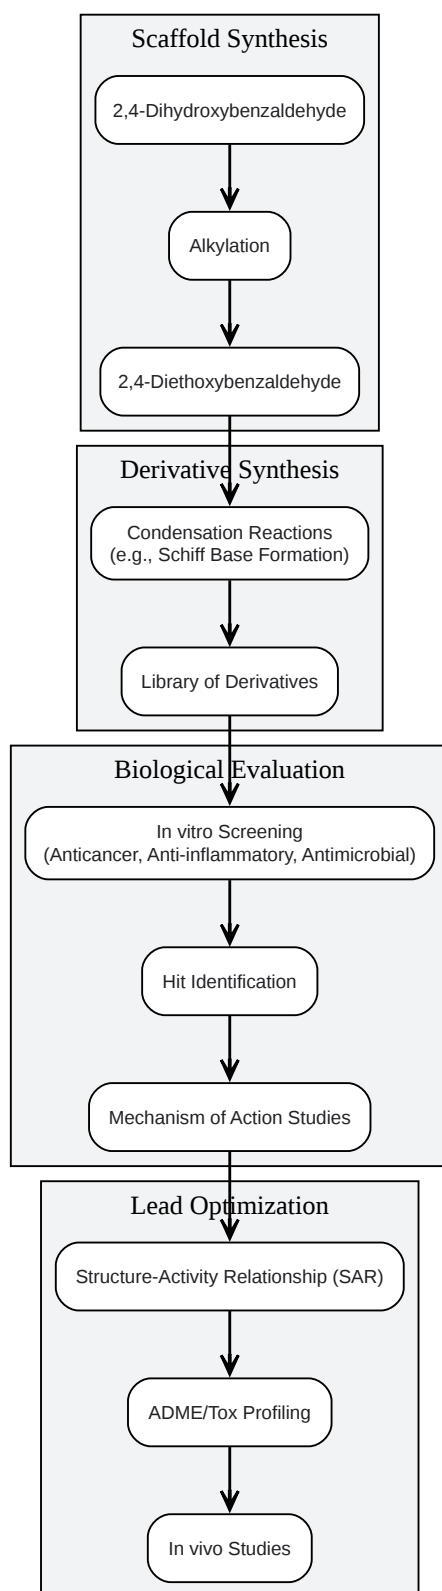 Scaffold Synthesis
2,4-Dihydroxybenzaldehyde
Alkylation
2,4-Diethoxybenzaldehyde
Derivative Synthesis
Condensation Reactions
(e.g., Schiff Base Formation)
Library of Derivatives
Biological Evaluation
In vitro Screening
(Anticancer, Anti-inflammatory, Antimicrobial)
Hit Identification
Mechanism of Action Studies
Lead Optimization
Structure-Activity Relationship (SAR)
ADME/Tox Profiling
In vivo Studies